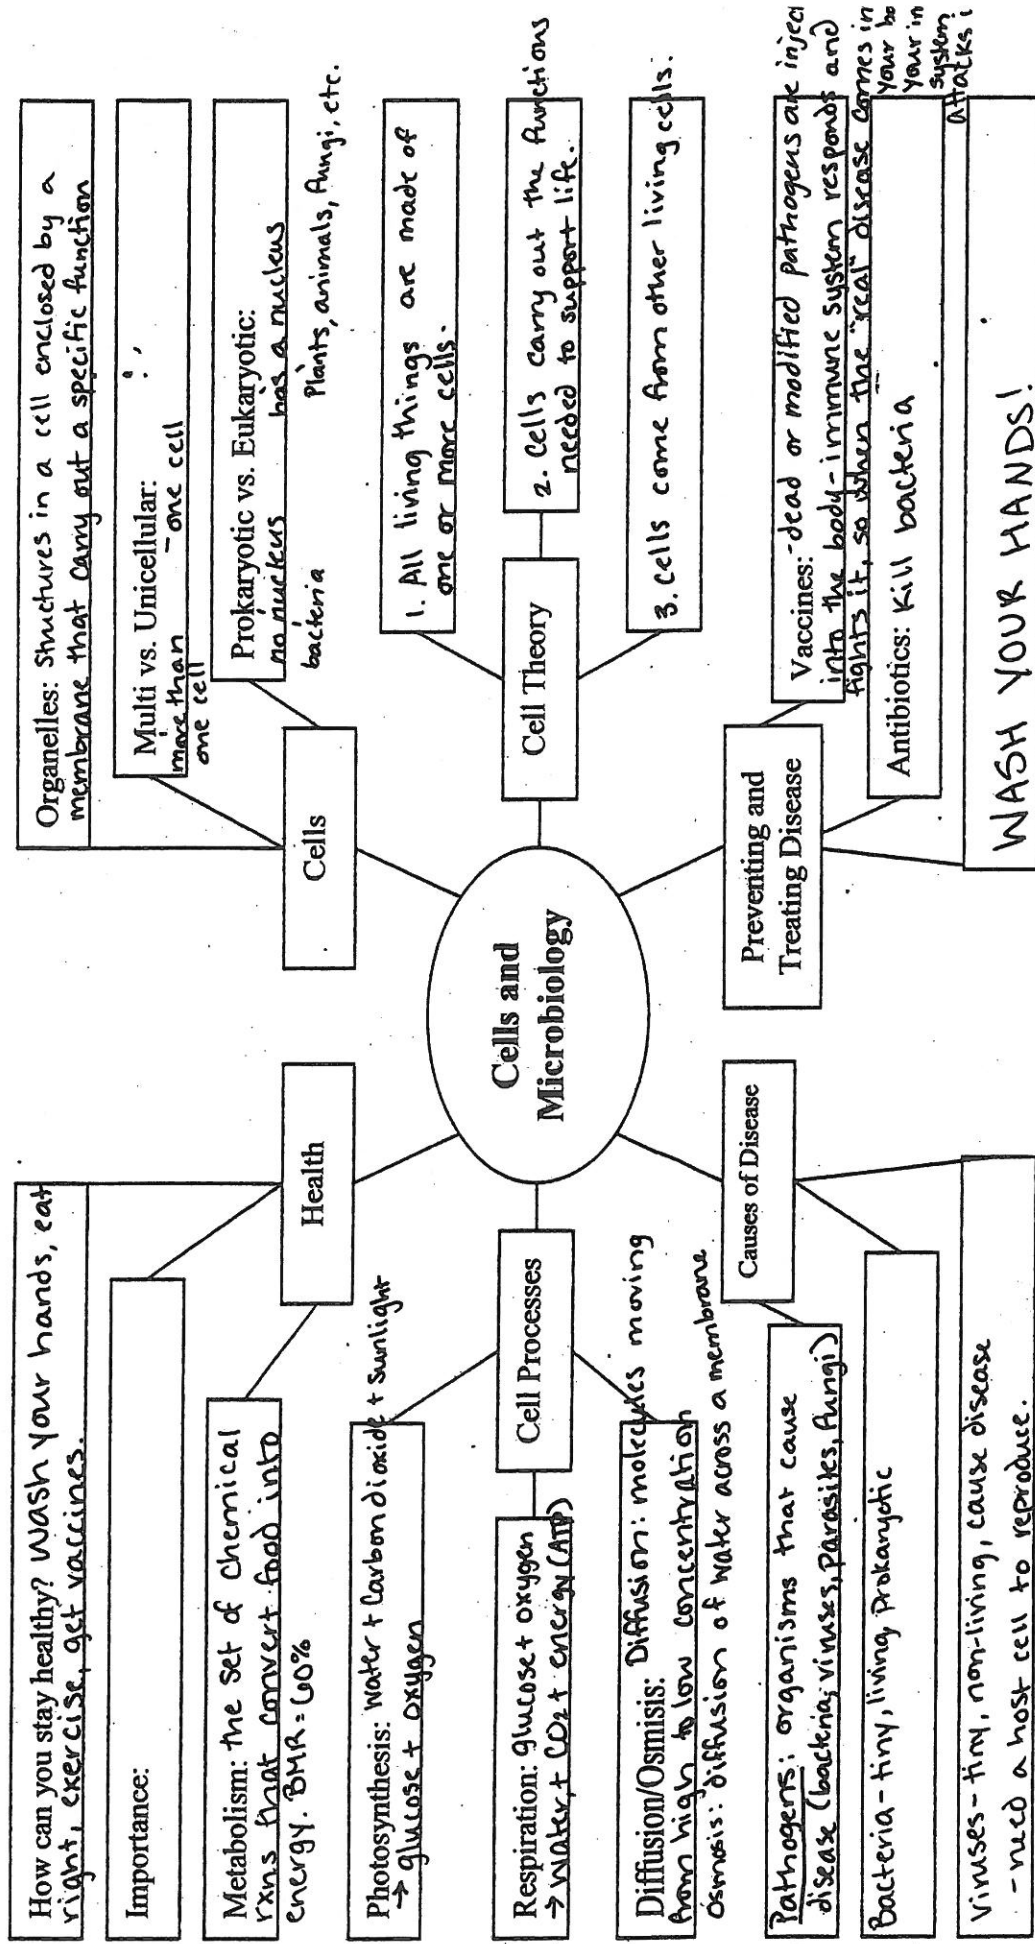 How can you stay healthy? Wash your hands, eat
right, exercise, get vaccines.
Importance:
Metabolism: the set of chemical
rxns that convert food into
energy. BMR = 60%
Health
Photosynthesis: Water + Carbon dioxide + sunlight
→ glucose + oxygen
Respiration: glucose + oxygen
→ Water + CO2 + energy (ATP)
Diffusion/Osmisis: Diffusion: molecules moving
from high to low concentration
Osmosis: diffusion of water across a membrane
Cell Processes
Pathogens: organisms that cause
disease (bacteria, viruses, parasites, fungi)
Bacteria - tiny, living, Prokaryotic
Viruses - tiny, non-living, cause disease
- need a host cell to reproduce.
Causes of Disease
Cells and
Microbiology
Organelles: Structures in a cell enclosed by a
membrane that carry out a specific function
Multi vs. Unicellular:
more than - one cell
one cell
Prokaryotic vs. Eukaryotic:
no nucleus has a nucleus
bacteria Plants, animals, fungi, etc.
Cells
1. All living things are made of
one or more cells.
2. Cells carry out the functions
needed to support life.
3. Cells come from other living cells.
Cell Theory
Vaccines: - dead or modified pathogens are injec
into the body - immune system responds and
fights it, so when the "real" disease comes in
your bo
your in
system
attacks i
Antibiotics: Kill bacteria
WASH YOUR HANDS!
Preventing and
Treating Disease